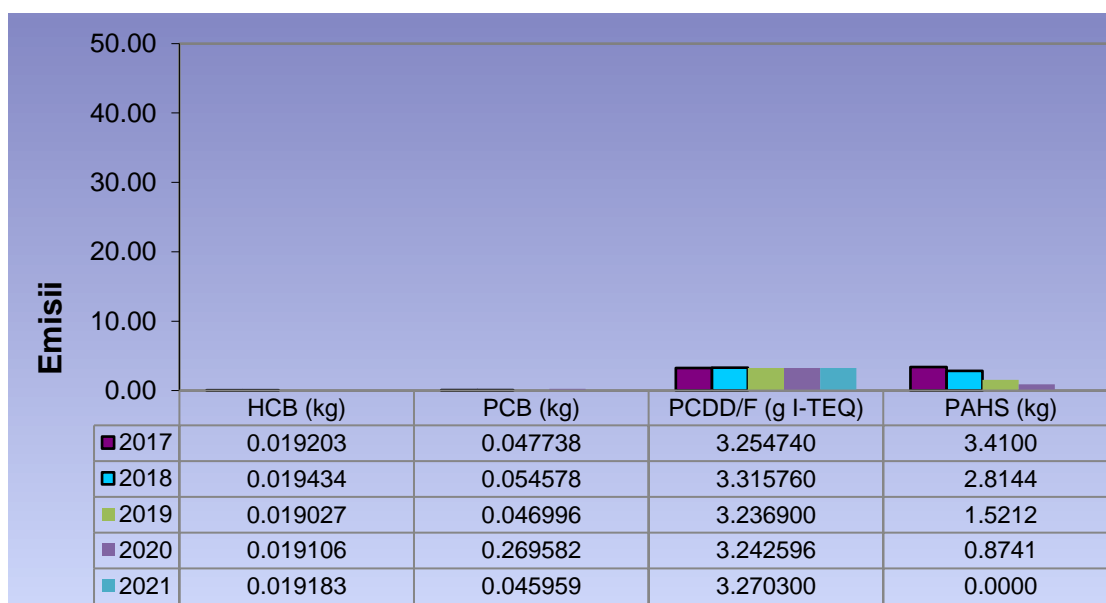 50.00
40.00
30.00
20.00
10.00
0.00
Emisii
HCB (kg) PCB (kg) PCDD/F (g I-TEQ) PAHS (kg)
2017 0.019203 0.047738 3.254740 3.4100
2018 0.019434 0.054578 3.315760 2.8144
2019 0.019027 0.046996 3.236900 1.5212
2020 0.019106 0.269582 3.242596 0.8741
2021 0.019183 0.045959 3.270300 0.0000